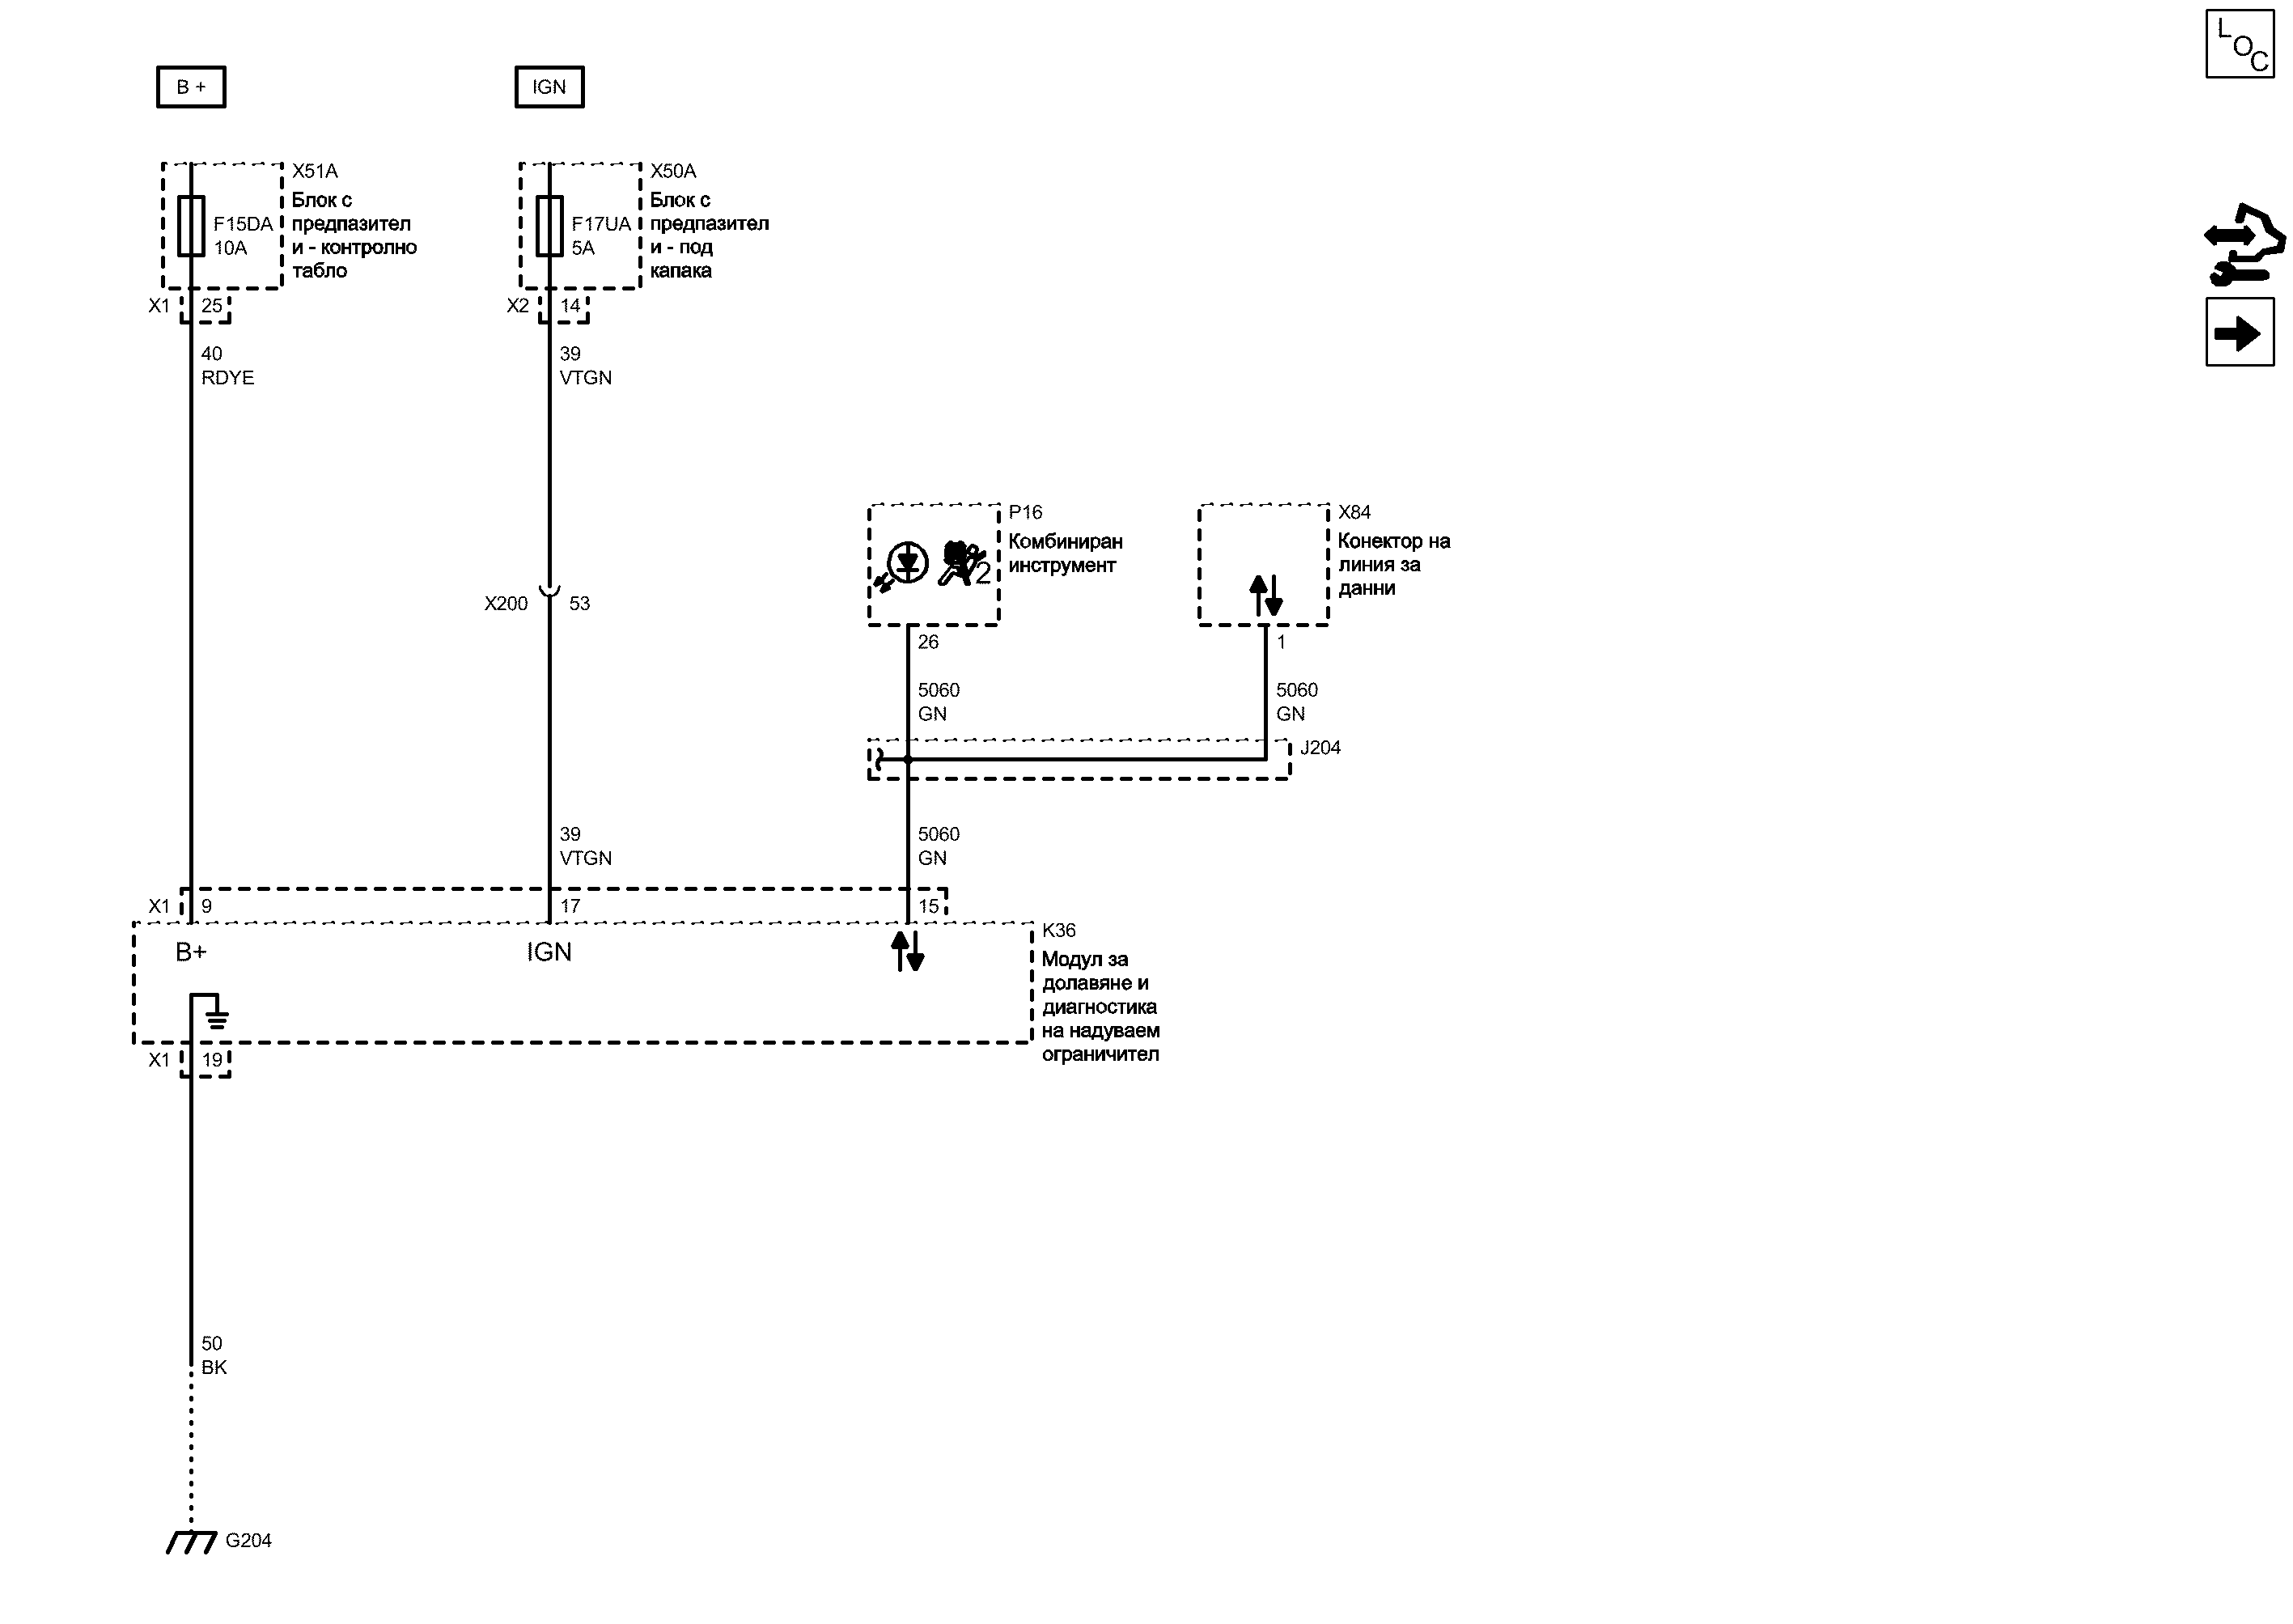 L
O
C
B +
IGN
X51A
Блок с
предпазител
и - контролно
табло
F15DA
10A
X50A
Блок с
предпазител
и - под
капака
F17UA
5A
X1
25
X2
14
40
RDYE
39
VTGN
P16
Комбиниран
инструмент
2
X84
Конектор на
линия за
данни
X200
53
26
1
5060
GN
5060
GN
J204
39
VTGN
5060
GN
X1
9
17
15
B+
IGN
K36
Модул за
долавяне и
диагностика
на надуваем
ограничител
X1
19
50
BK
G204